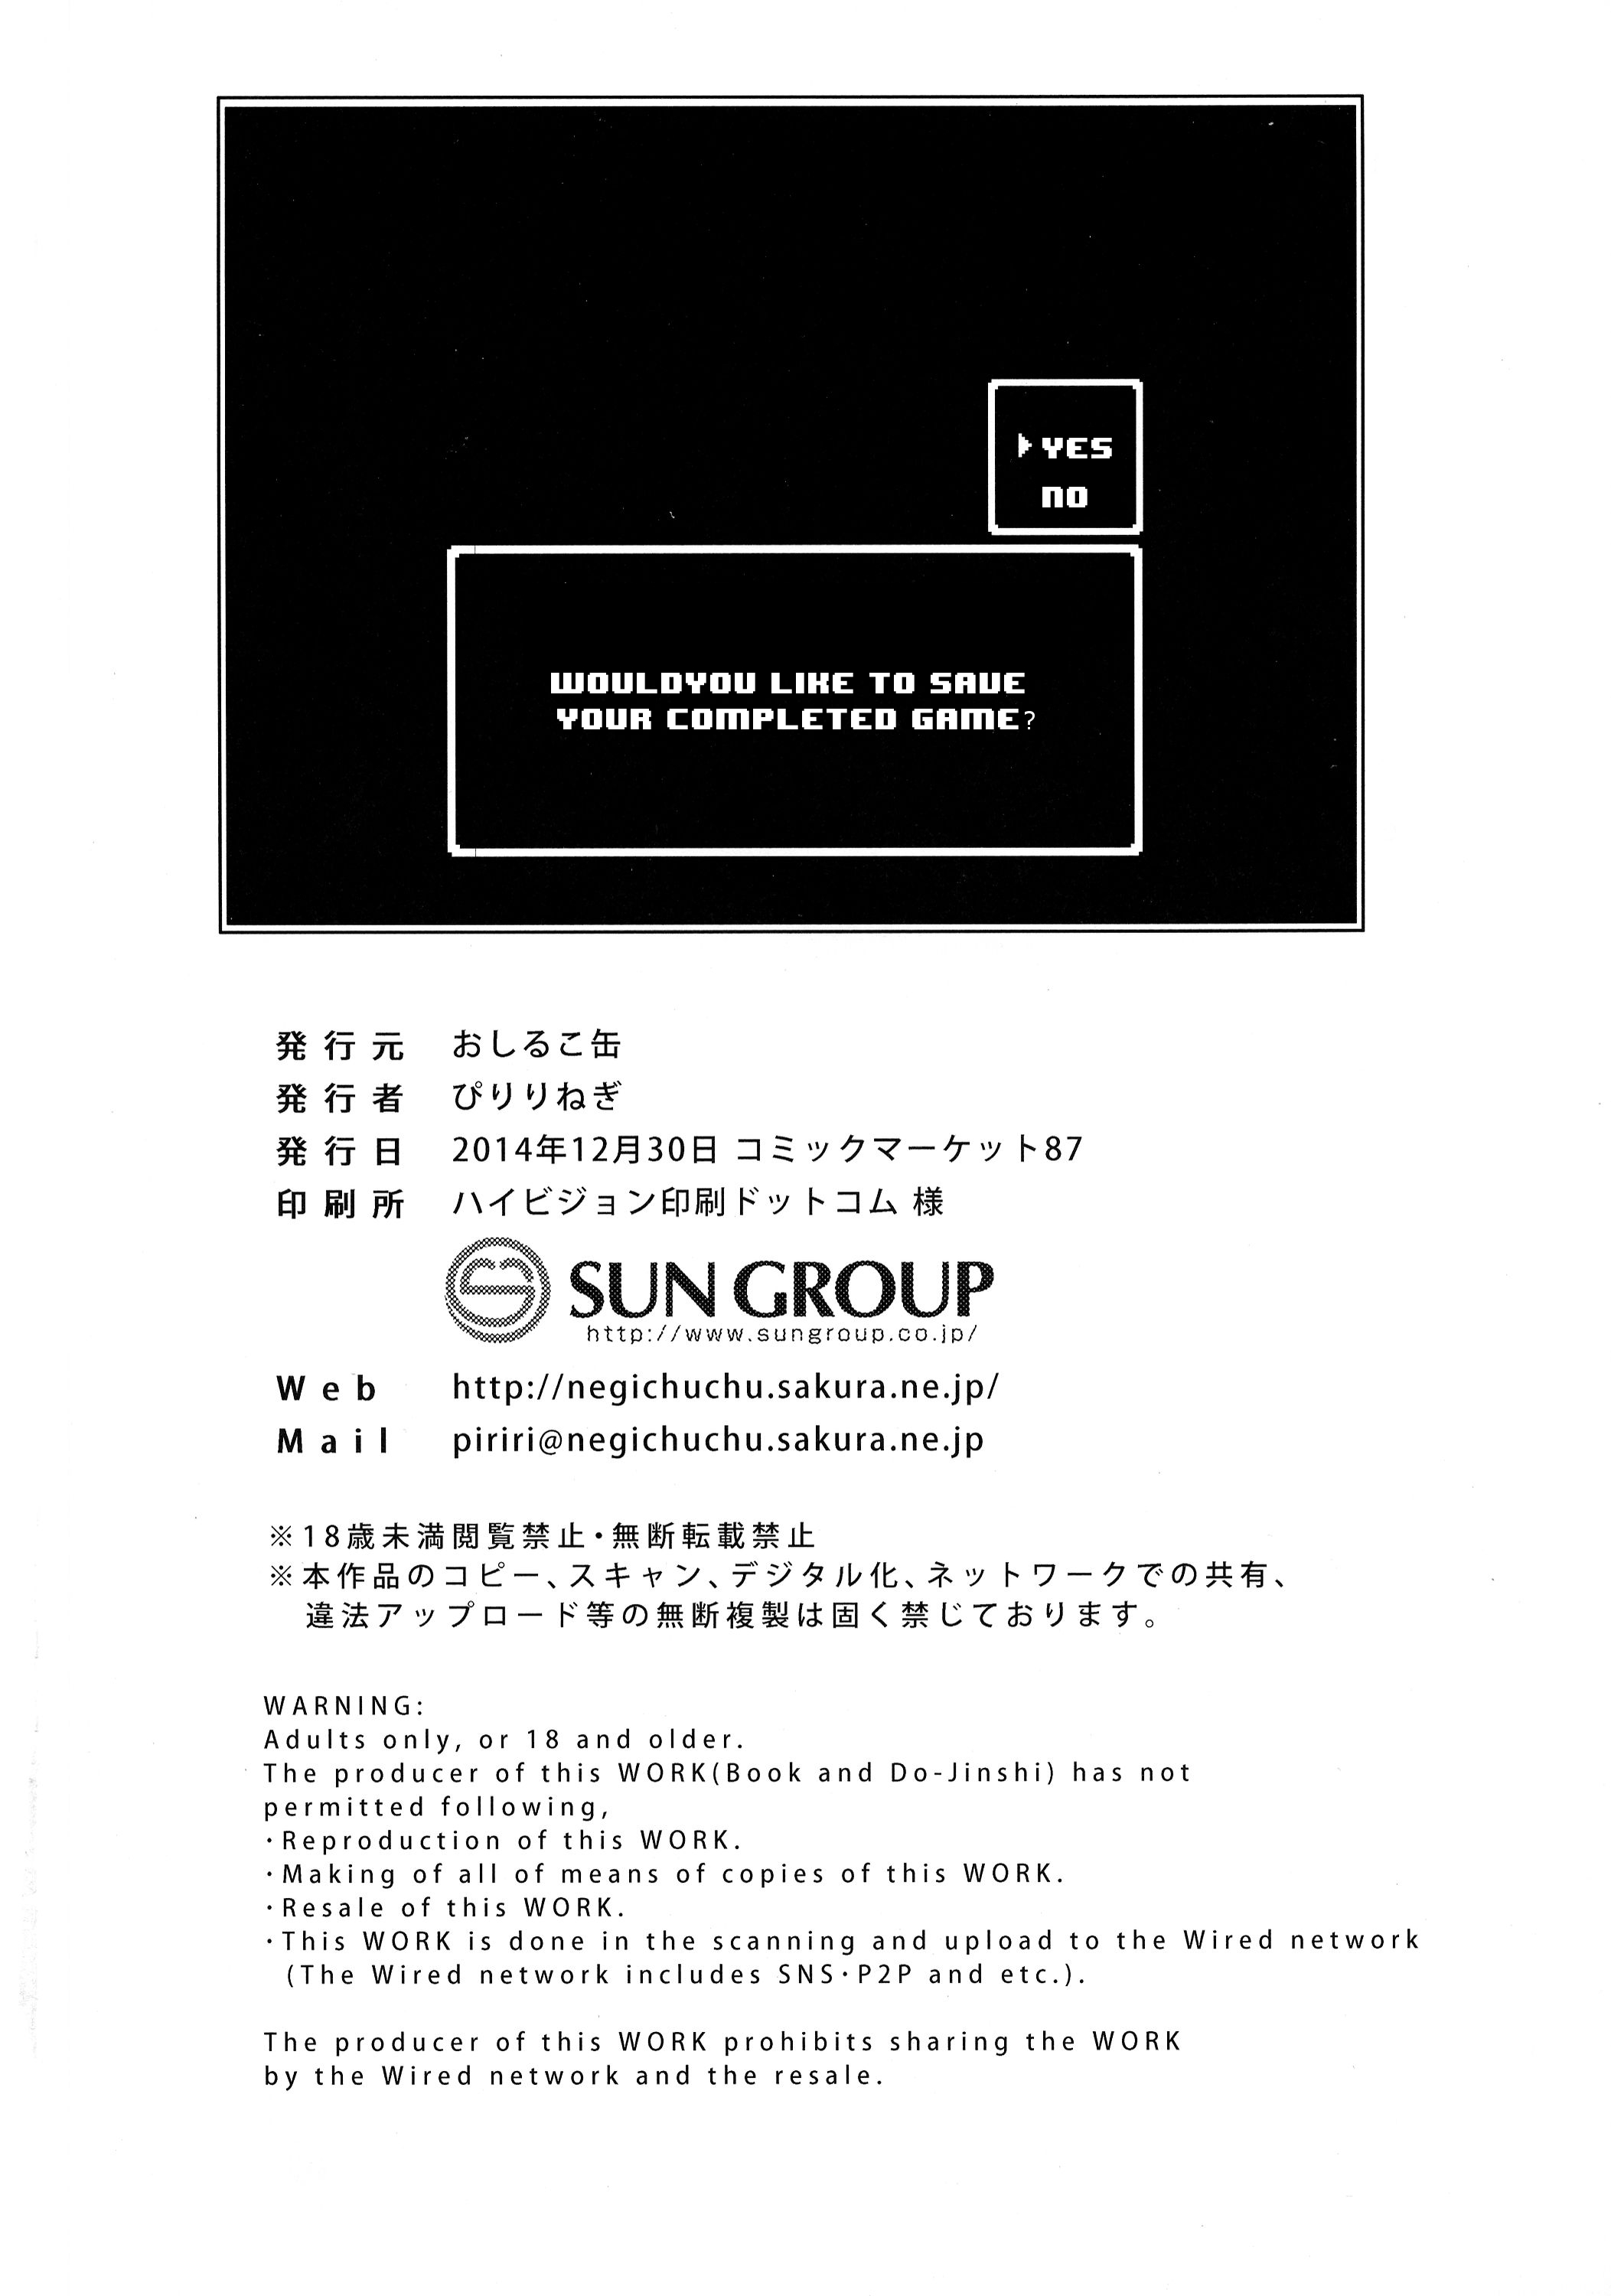 YES
NO
WOULDYOU LIKE TO SAVE
YOUR COMPLETED GAME?
発行元 おしるこ缶
発行者 ぴりりねぎ
発行日 2014年12月30日 コミックマーケット87
印刷所 ハイビジョン印刷ドットコム 様
SUN GROUP
http://www.sungroup.co.jp/
Web http://negichuchu.sakura.ne.jp/
Mail piriri@negichuchu.sakura.ne.jp
※18歳未満閲覧禁止・無断転載禁止
※本作品のコピー、スキャン、デジタル化、ネットワークでの共有、
違法アップロード等の無断複製は固く禁じております。
WARNING:
Adults only, or 18 and older.
The producer of this WORK(Book and Do-Jinshi) has not
permitted following,
・Reproduction of this WORK.
・Making of all of means of copies of this WORK.
・Resale of this WORK.
・This WORK is done in the scanning and upload to the Wired network
(The Wired network includes SNS・P2P and etc.).
The producer of this WORK prohibits sharing the WORK
by the Wired network and the resale.